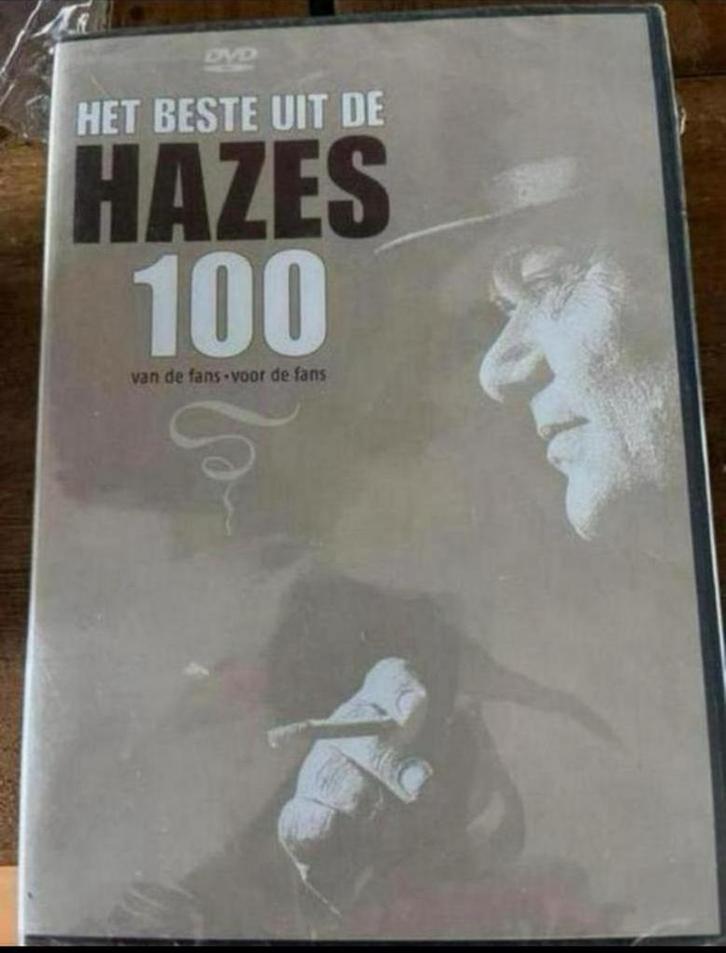 DVD
HET BESTE UIT DE
HAZES
100
van de fans • voor de fans